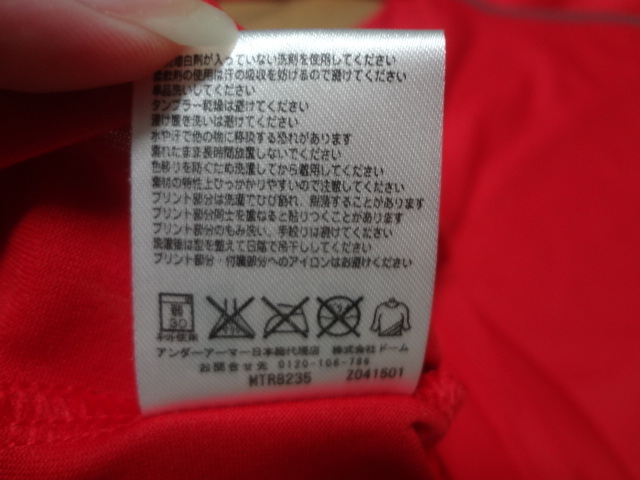 蛍光増白剤が入っていない洗剤を使用してください
柔軟剤の使用は汗の吸収を妨げるので避けてください
単品洗いしてください
タンブラー乾燥は避けてください
漬け置き洗いは避けてください
水や汗で他の物に移染する恐れがあります
濡れたまま長時間放置しないでください
色移りを防ぐため洗濯してから着用してください
素材の特性上ひっかかりやすいので注意してください
プリント部分は洗濯でひび割れ、剥落することがあります
プリント部分同士を重ねると貼りつくことがあります
プリント部分のもみ洗い、手絞りは避けてください
洗濯後は型を整えて日陰で吊干ししてください
プリント部分・付属部分へのアイロンはお避けください
弱
30
ネット使用
アンダーアーマー日本総代理店 株式会社ドーム
お問合せ先 0120-106-786
MTR8235 Z041501